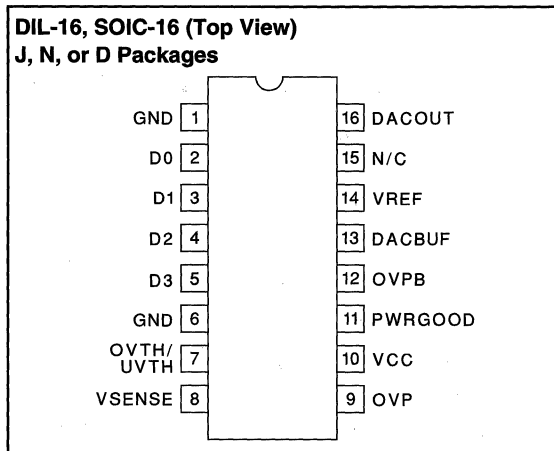 DIL-16, SOIC-16 (Top View)
J, N, or D Packages
GND 1
D0 2
D1 3
D2 4
D3 5
GND 6
OVTH/
UVTH 7
VSENSE 8
16 DACOUT
15 N/C
14 VREF
13 DACBUF
12 OVPB
11 PWRGOOD
10 VCC
9 OVP